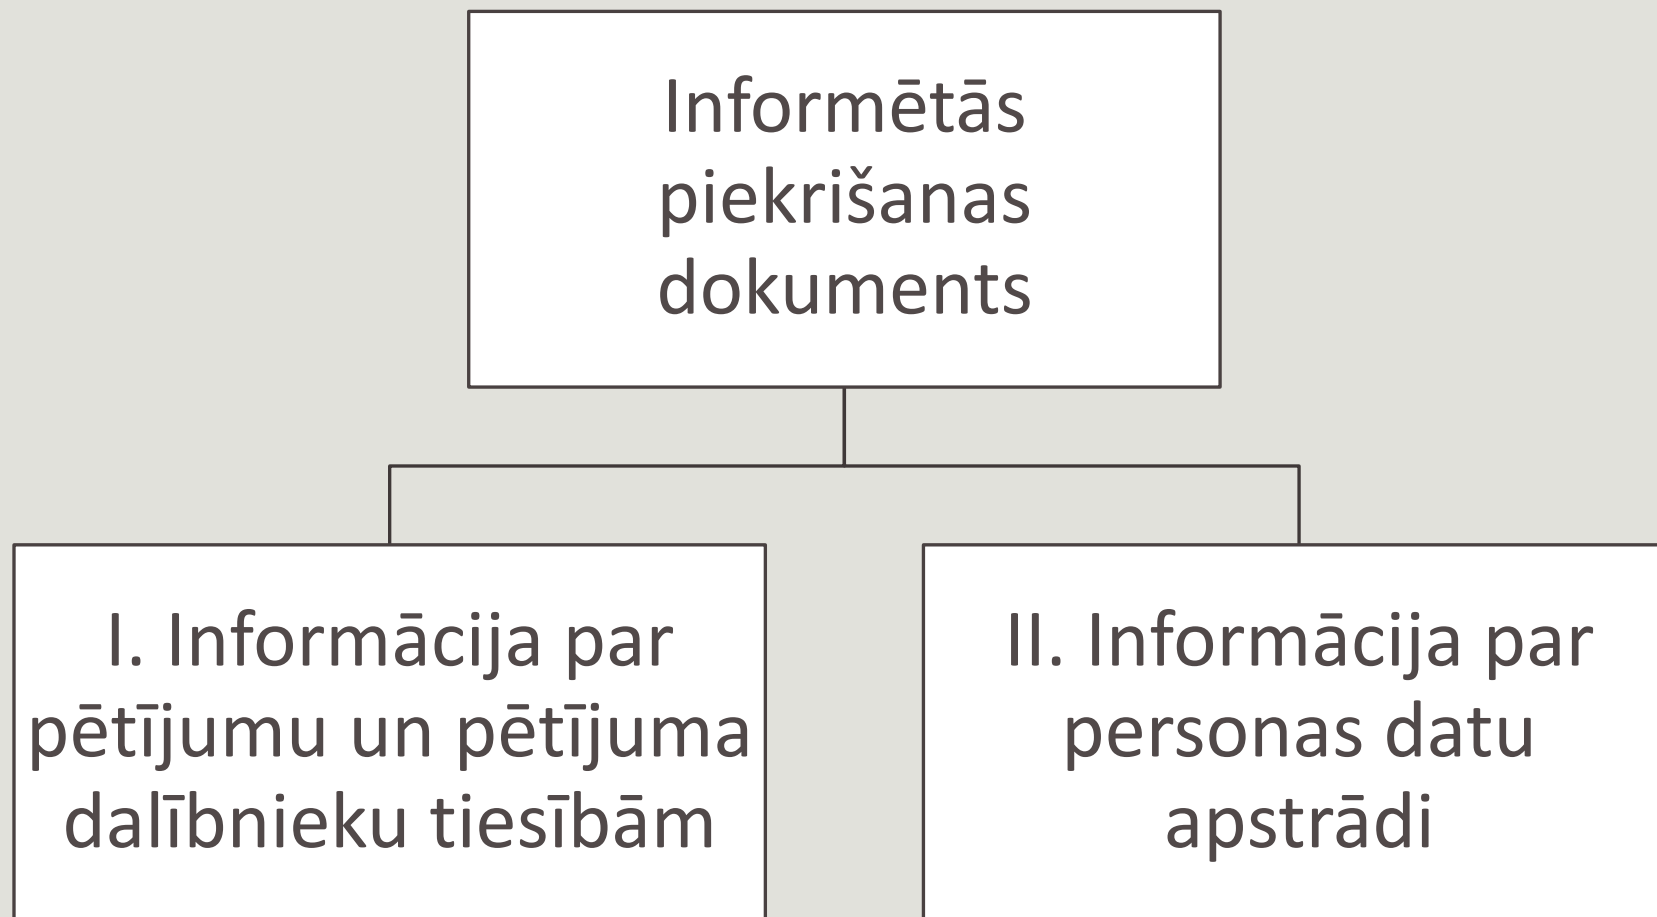 Informētās
piekrišanas
dokuments
I. Informācija par
pētījumu un pētījuma
dalībnieku tiesībām
II. Informācija par
personas datu
apstrādi